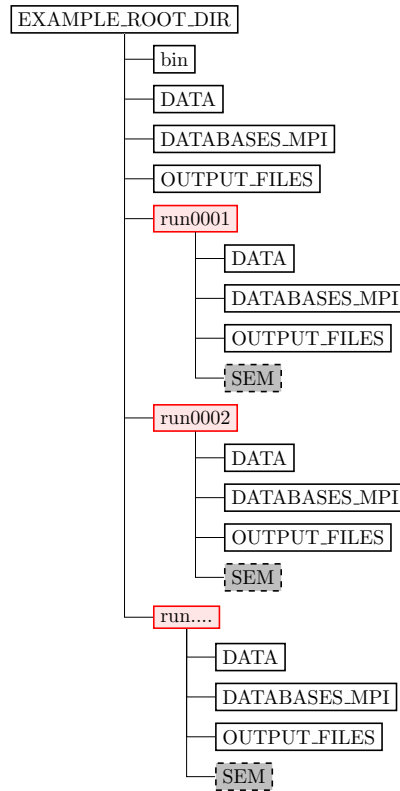 EXAMPLE_ROOT_DIR
bin
DATA
DATABASES_MPI
OUTPUT_FILES
run0001
DATA
DATABASES_MPI
OUTPUT_FILES
SEM
run0002
DATA
DATABASES_MPI
OUTPUT_FILES
SEM
run....
DATA
DATABASES_MPI
OUTPUT_FILES
SEM